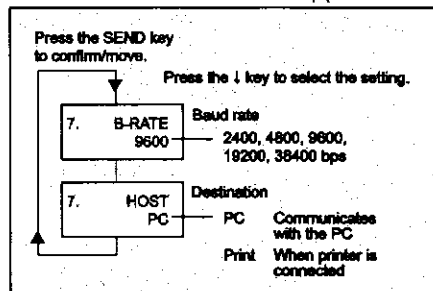 Press the SEND key
to confirm/move.
Press the ↓ key to select the setting.
7. B-RATE
9600
Baud rate
2400, 4800, 9600,
19200, 38400 bps
7. HOST
PC
Destination
PC Communicates
with the PC
Print When printer is
connected